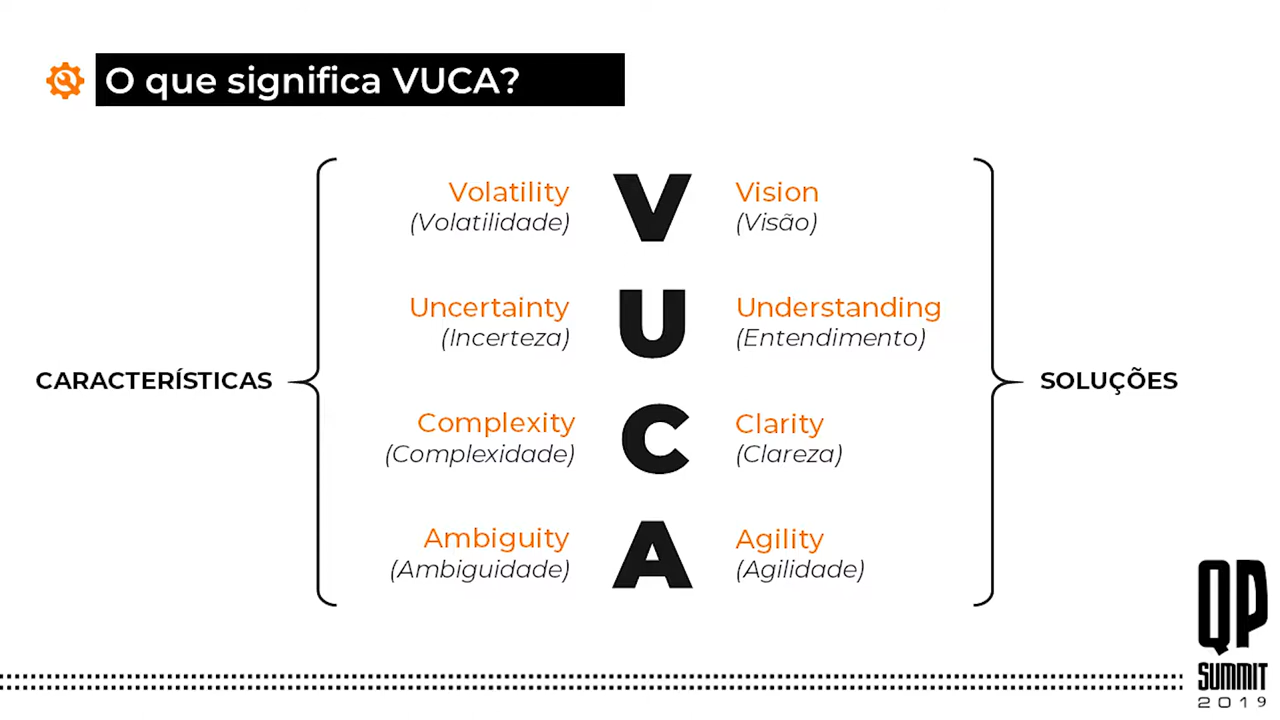 O que significa VUCA?
Volatility
(Volatilidade)
V
Vision
(Visão)
Uncertainty
(Incerteza)
U
Understanding
(Entendimento)
CARACTERÍSTICAS
SOLUÇÕES
Complexity
(Complexidade)
C
Clarity
(Clareza)
Ambiguity
(Ambiguidade)
A
Agility
(Agilidade)
QP
SUMMIT
2019